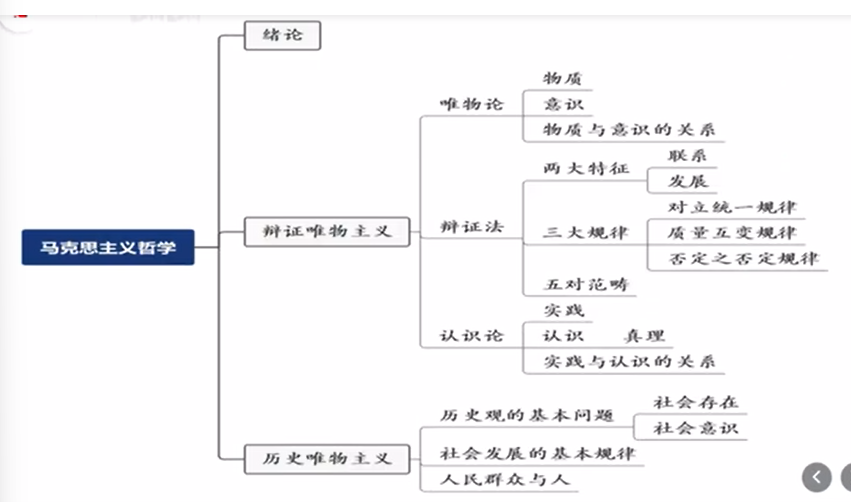 绪论
马克思主义哲学
辩证唯物主义
唯物论
物质
意识
物质与意识的关系
辩证法
两大特征
联系
发展
三大规律
对立统一规律
质量互变规律
否定之否定规律
五对范畴
认识论
实践
认识 真理
实践与认识的关系
历史唯物主义
历史观的基本问题
社会存在
社会意识
社会发展的基本规律
人民群众与人